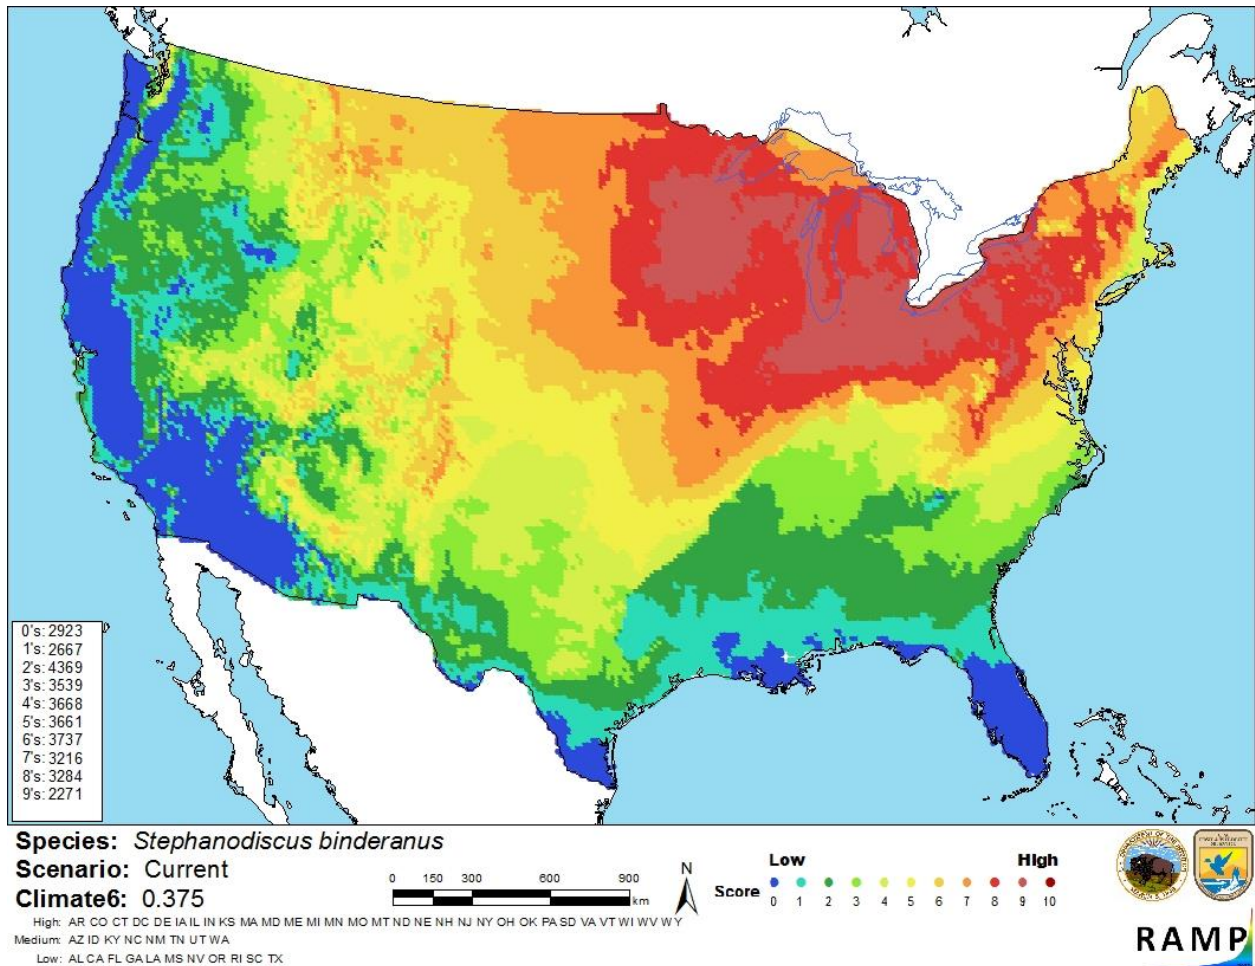 0's: 2923
1's: 2667
2's: 4369
3's: 3539
4's: 3668
5's: 3661
6's: 3737
7's: 3216
8's: 3284
9's: 2271
Species: Stephanodiscus binderanus
Scenario: Current
Climate6: 0.375
0 150 300 600 900
km
N
Low High
Score 0 1 2 3 4 5 6 7 8 9 10
High: AR CO CT DC DE IA IL IN KS MA MD ME MI MN MO MT ND NE NH NJ NY OH OK PA SD VA VT WI WV WY
Medium: AZ ID KY NC NM TN UT WA
Low: AL CA FL GA LA MS NV OR RI SC TX
RAMP